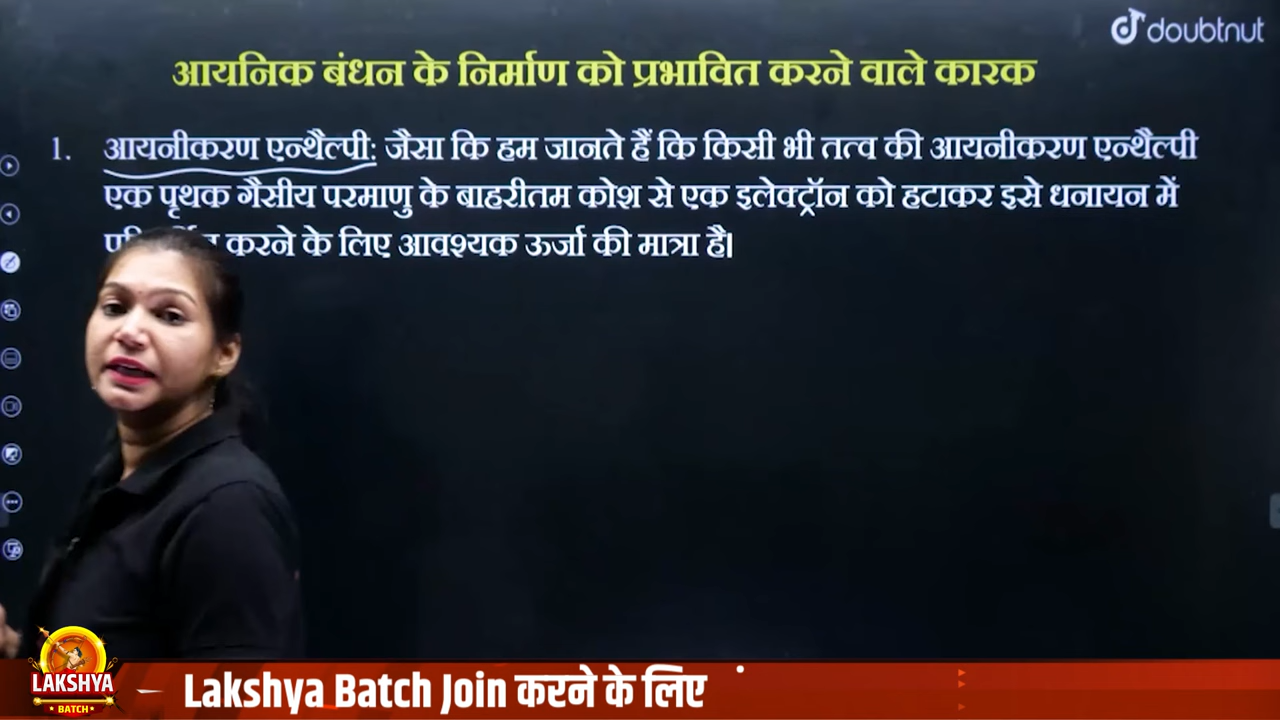 doubtnut
आयनिक बंधन के निर्माण को प्रभावित करने वाले कारक
1. आयनीकरण एन्थैल्पी: जैसा कि हम जानते हैं कि किसी भी तत्व की आयनीकरण एन्थैल्पी
एक पृथक गैसीय परमाणु के बाहरीतम कोश से एक इलेक्ट्रॉन को हटाकर इसे धनायन में
करने के लिए आवश्यक ऊर्जा की मात्रा है।
LAKSHYA
BATCH
Lakshya Batch Join करने के लिए